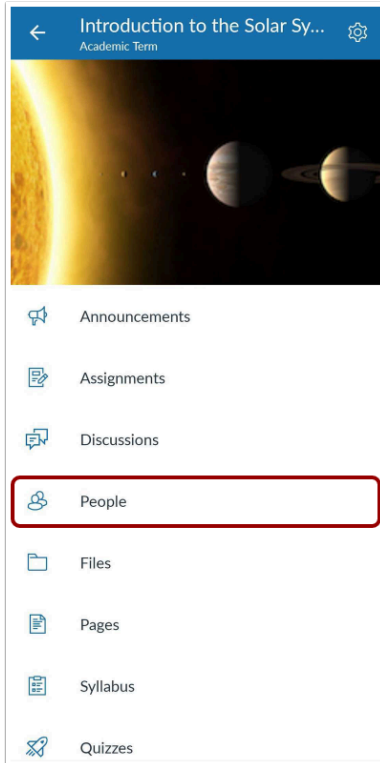 Introduction to the Solar Sy...
Academic Term
Announcements
Assignments
Discussions
People
Files
Pages
Syllabus
Quizzes